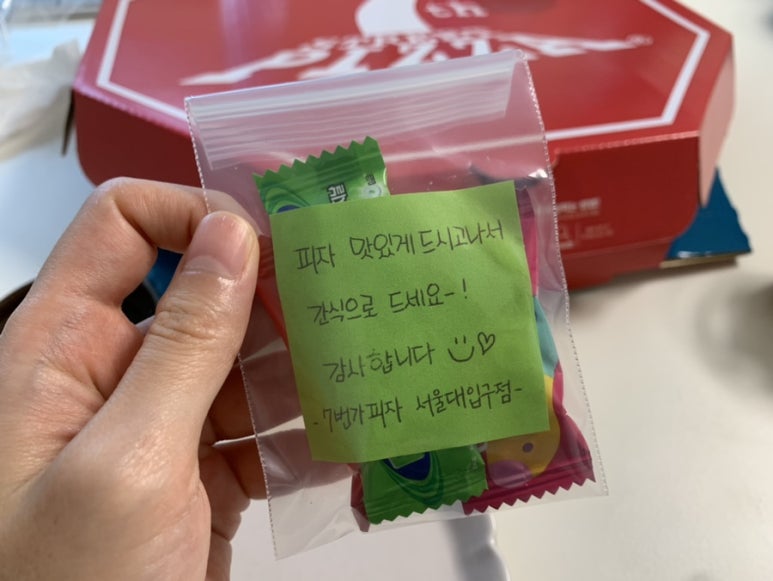 th
피자 맛있게 드시고나서
간식으로 드세요~!
감사합니다
-7번가피자 서울대입구점-